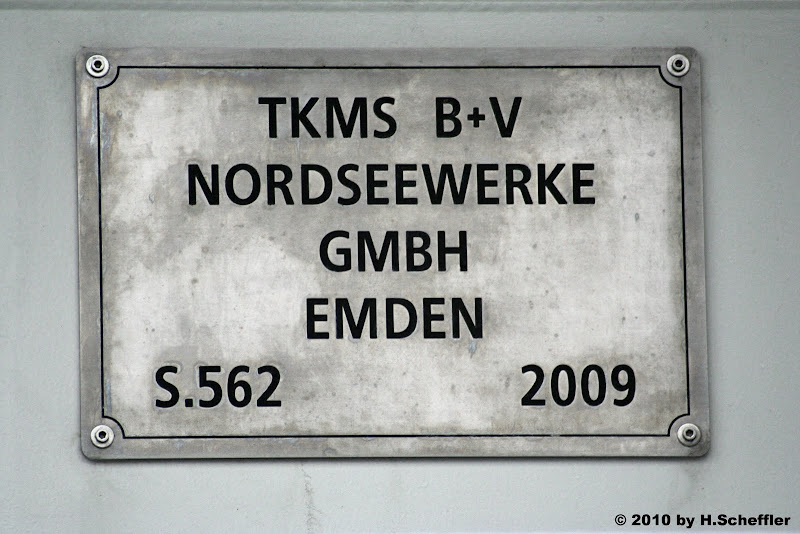 TKMS B+V
NORDSEEWERKE
GMBH
EMDEN
S.562 2009
© 2010 by H.Scheffler